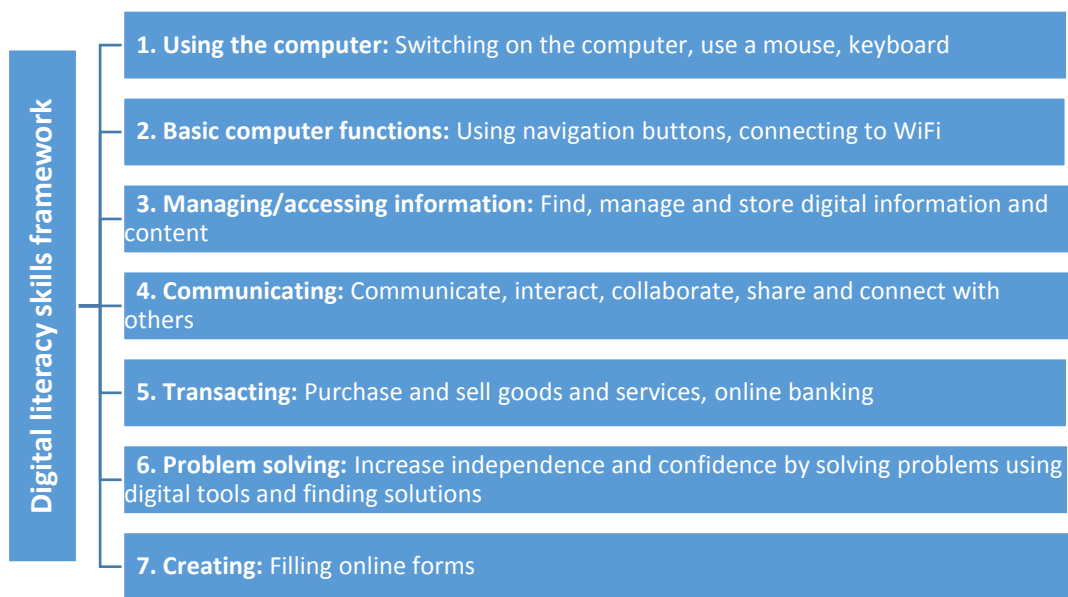 Digital literacy skills framework
1. Using the computer: Switching on the computer, use a mouse, keyboard
2. Basic computer functions: Using navigation buttons, connecting to WiFi
3. Managing/accessing information: Find, manage and store digital information and
content
4. Communicating: Communicate, interact, collaborate, share and connect with
others
5. Transacting: Purchase and sell goods and services, online banking
6. Problem solving: Increase independence and confidence by solving problems using
digital tools and finding solutions
7. Creating: Filling online forms